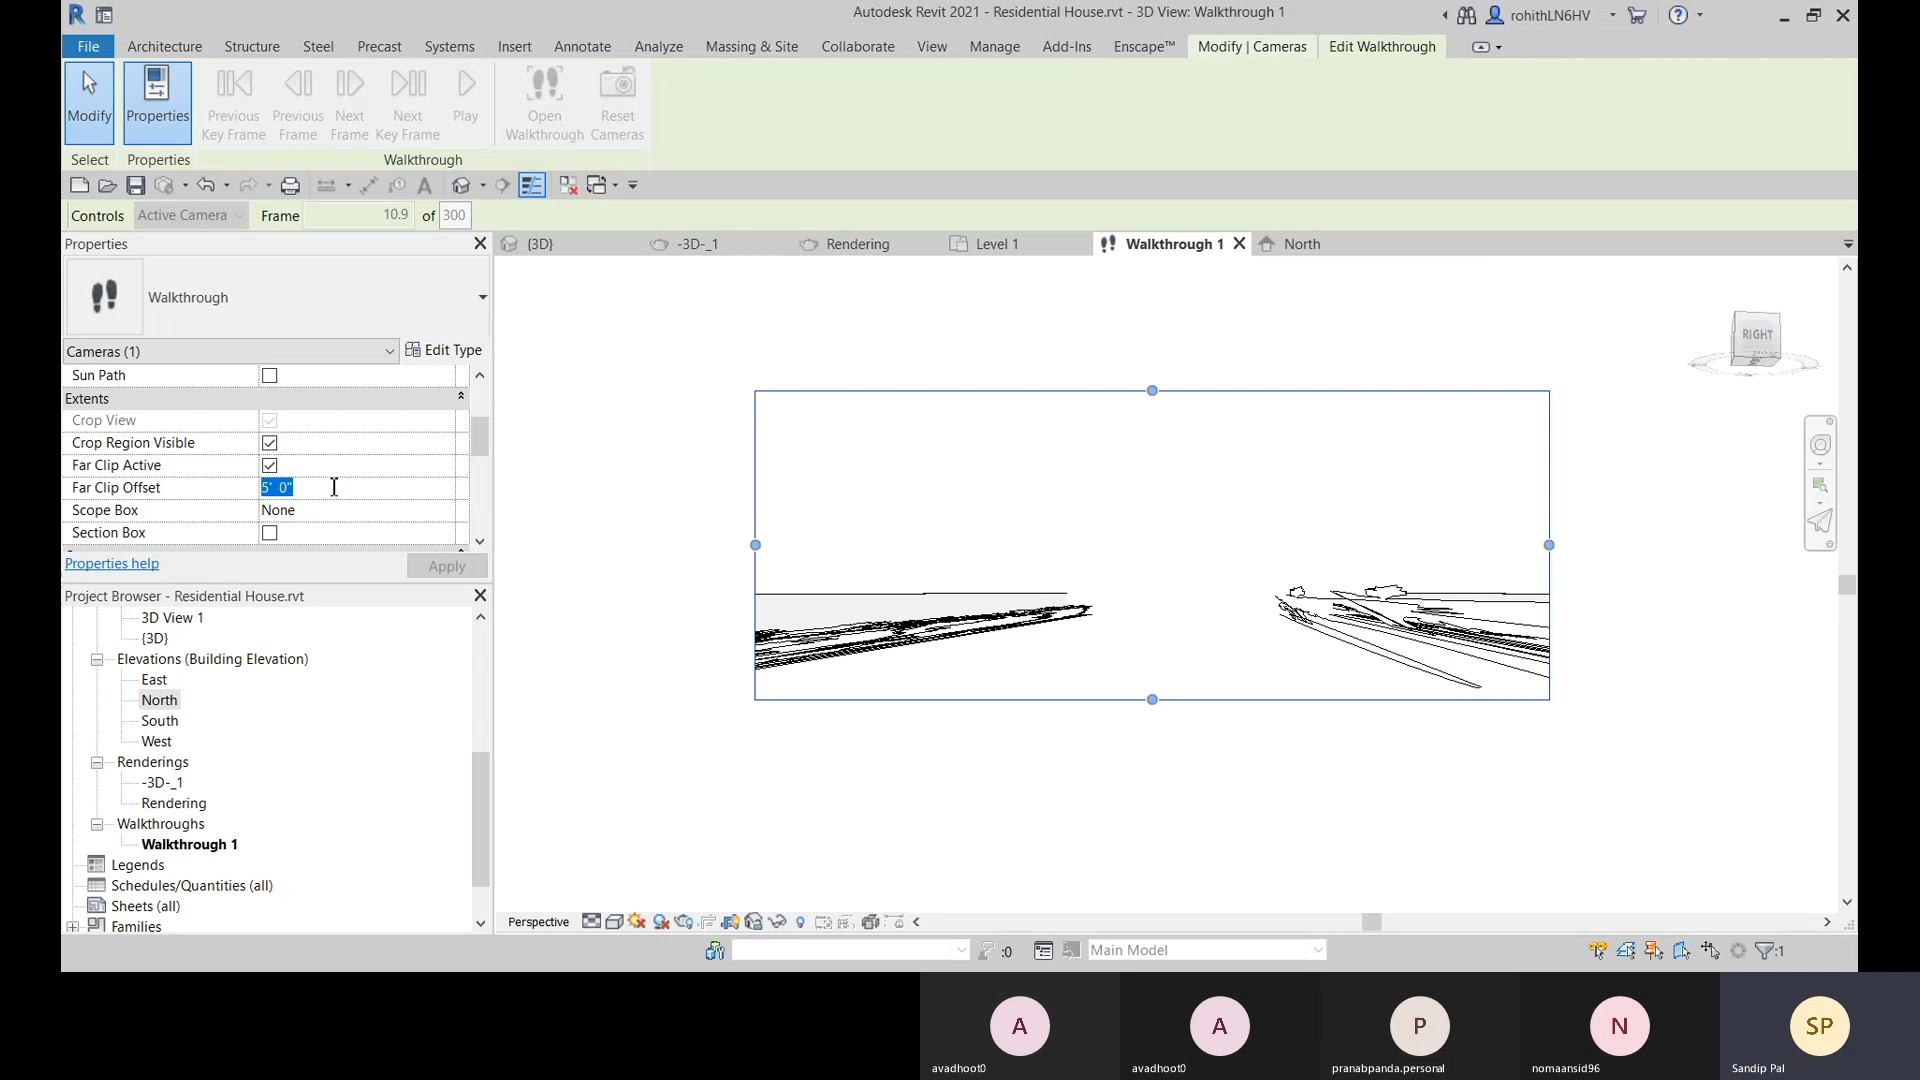 Autodesk Revit 2021 - Residential House.rvt - 3D View: Walkthrough 1
rohithLN6HV
File Architecture Structure Steel Precast Systems Insert Annotate Analyze Massing & Site Collaborate View Manage Add-Ins Enscape™ Modify | Cameras Edit Walkthrough
Modify Properties Previous Key Frame Previous Frame Next Frame Next Key Frame Play Open Walkthrough Reset Cameras
Select Properties Walkthrough
Controls Active Camera Frame 10.9 of 300
Properties
{3D} -3D-_1 Rendering Level 1 Walkthrough 1 North
Walkthrough
Cameras (1) Edit Type
Sun Path
Extents
Crop View
Crop Region Visible
Far Clip Active
Far Clip Offset 5' 0"
Scope Box None
Section Box
Properties help Apply
RIGHT
Project Browser - Residential House.rvt
3D View 1
{3D}
Elevations (Building Elevation)
East
North
South
West
Renderings
-3D-_1
Rendering
Walkthroughs
Walkthrough 1
Legends
Schedules/Quantities (all)
Sheets (all)
Families
Perspective
:0 Main Model :1
A A P N SP
avadhoot0 avadhoot0 pranabpanda.personal nomaansid96 Sandip Pal